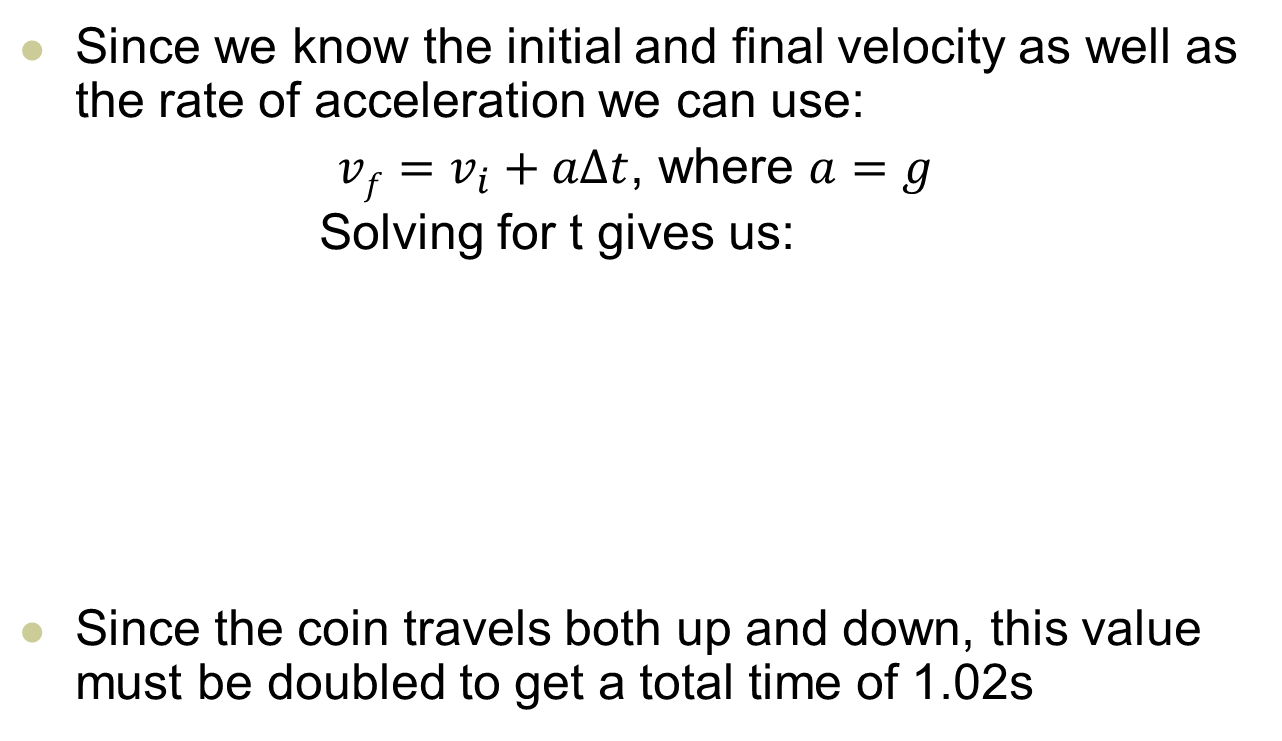 • Since we know the initial and final velocity as well as
the rate of acceleration we can use:
𝑣𝑓 = 𝑣𝑖 + 𝑎Δ𝑡, where 𝑎 = 𝑔
Solving for t gives us:
• Since the coin travels both up and down, this value
must be doubled to get a total time of 1.02s